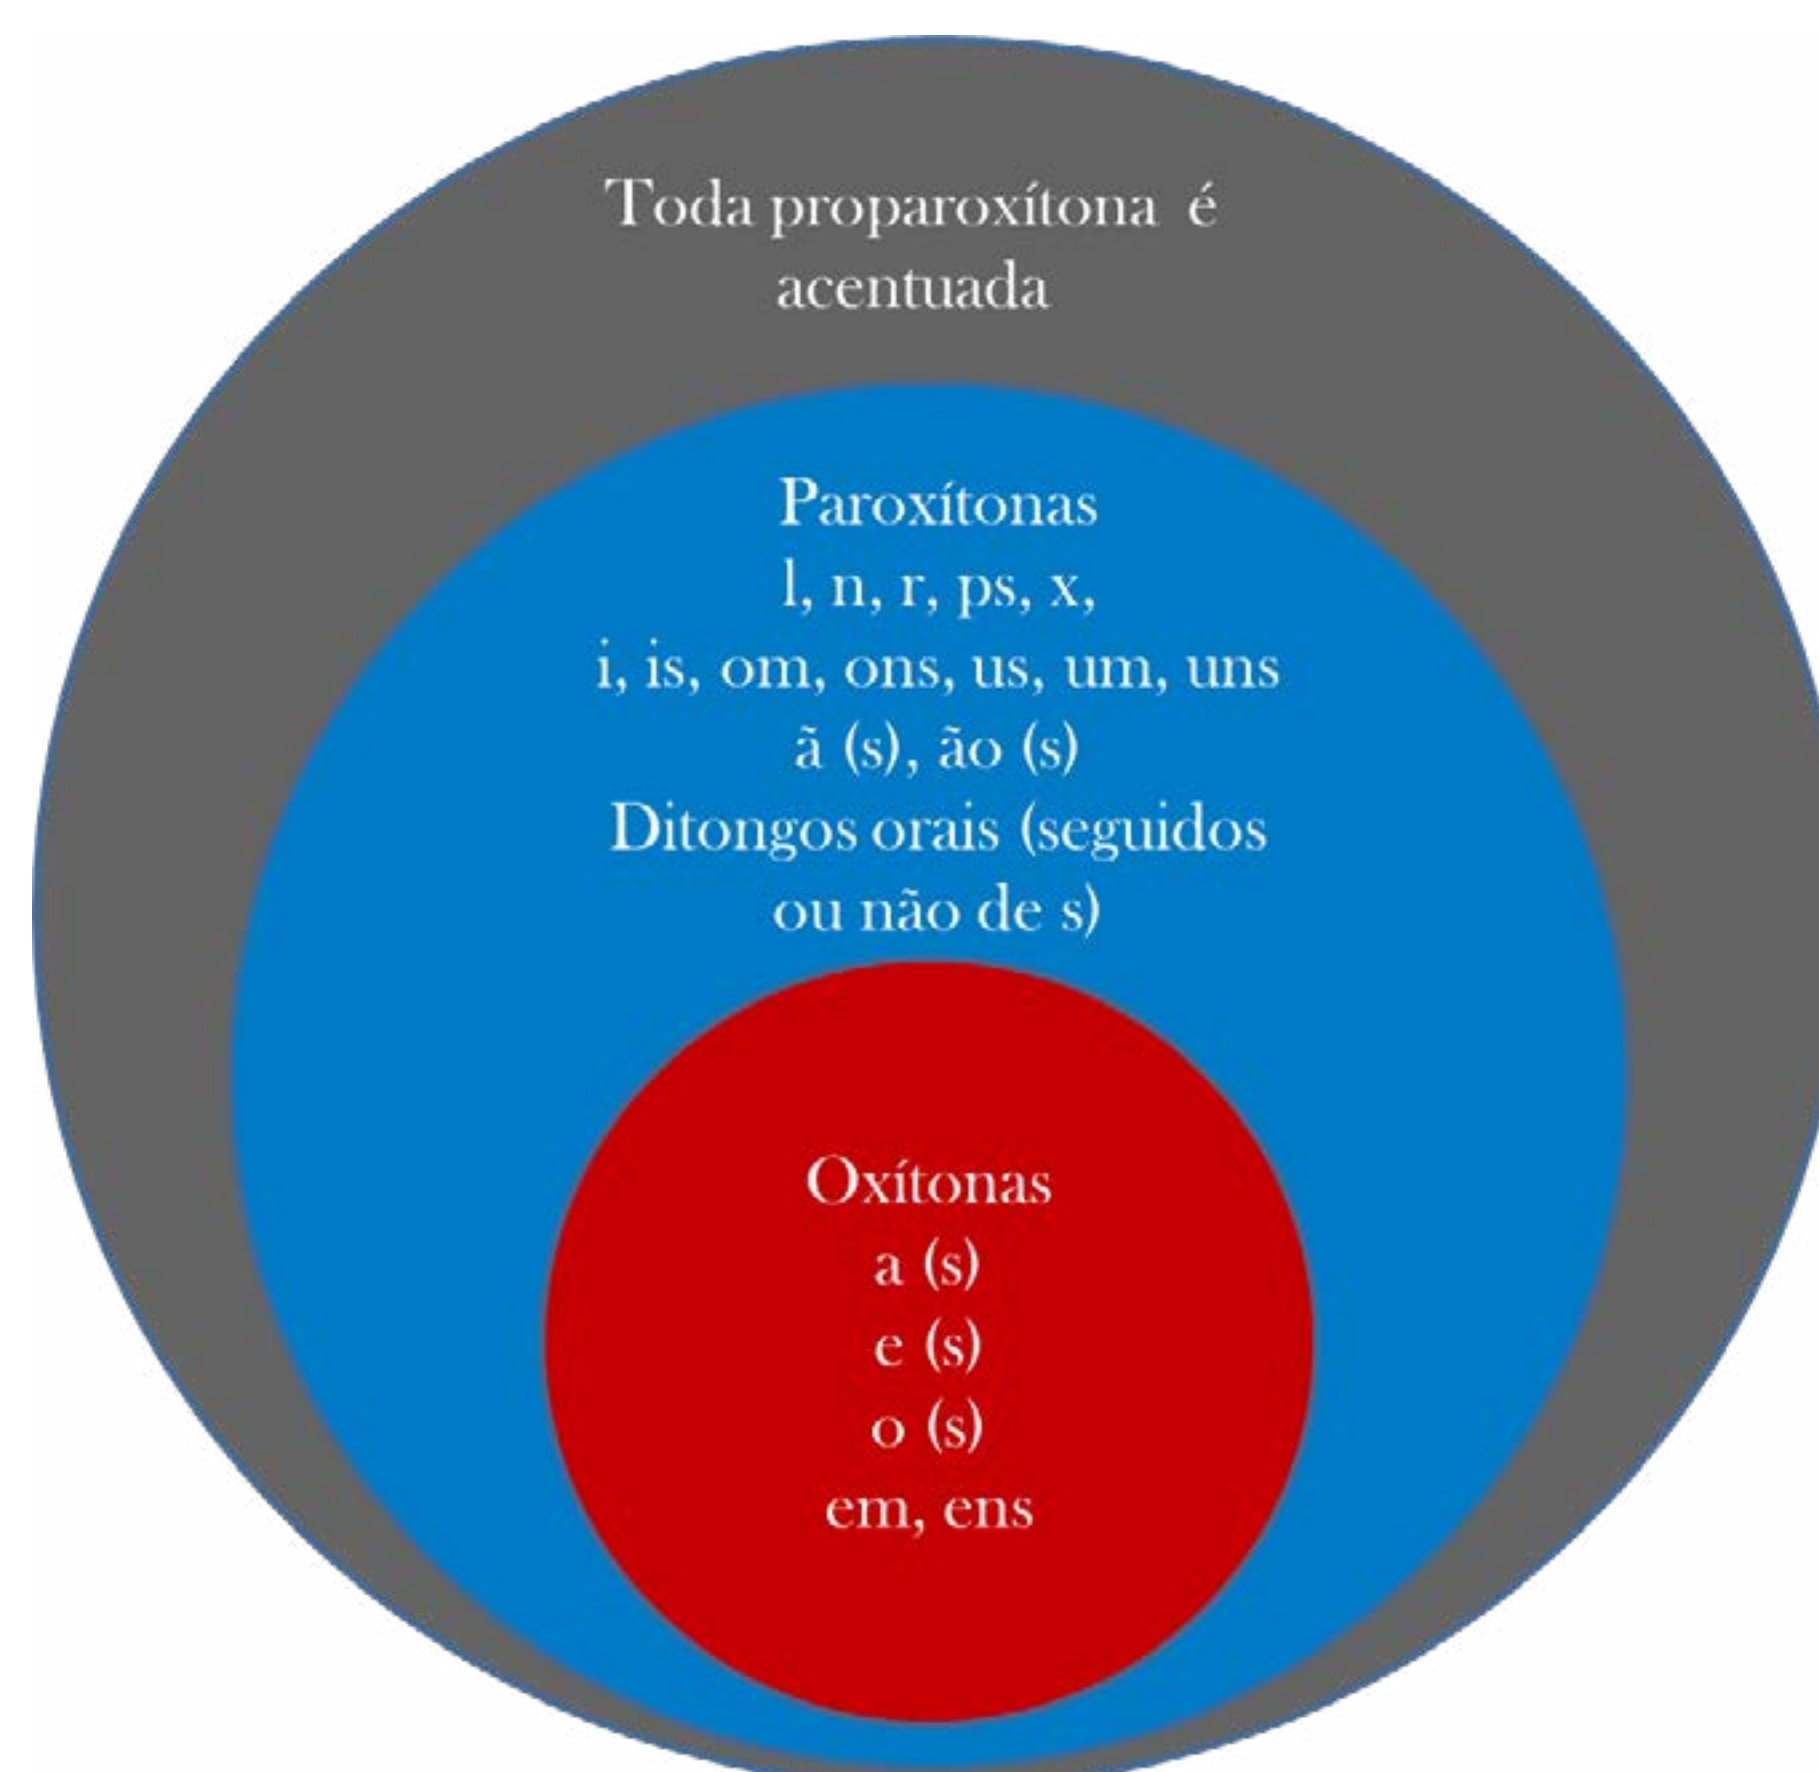 Toda proparoxítona é
acentuada
Paroxítonas
l, n, r, ps, x,
i, is, om, ons, us, um, uns
ã (s), ão (s)
Ditongos orais (seguidos
ou não de s)
Oxítonas
a (s)
e (s)
o (s)
em, ens